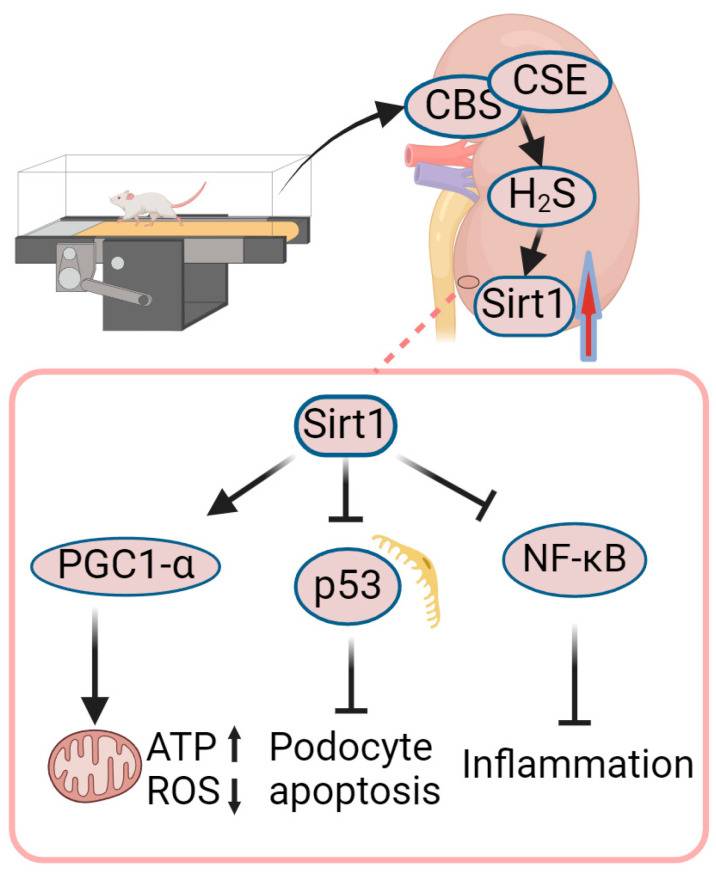 CBS
CSE
H₂S
Sirt1
Sirt1
PGC1-α
p53
NF-κB
ATP
ROS
Podocyte
apoptosis
Inflammation